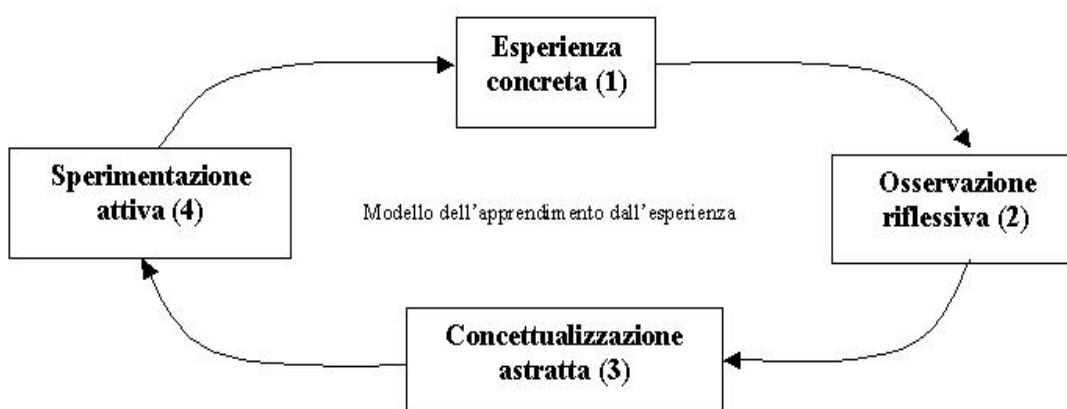 Esperienza
concreta (1)
Sperimentazione
attiva (4)
Modello dell'apprendimento dall'esperienza
Osservazione
riflessiva (2)
Concettualizzazione
astratta (3)